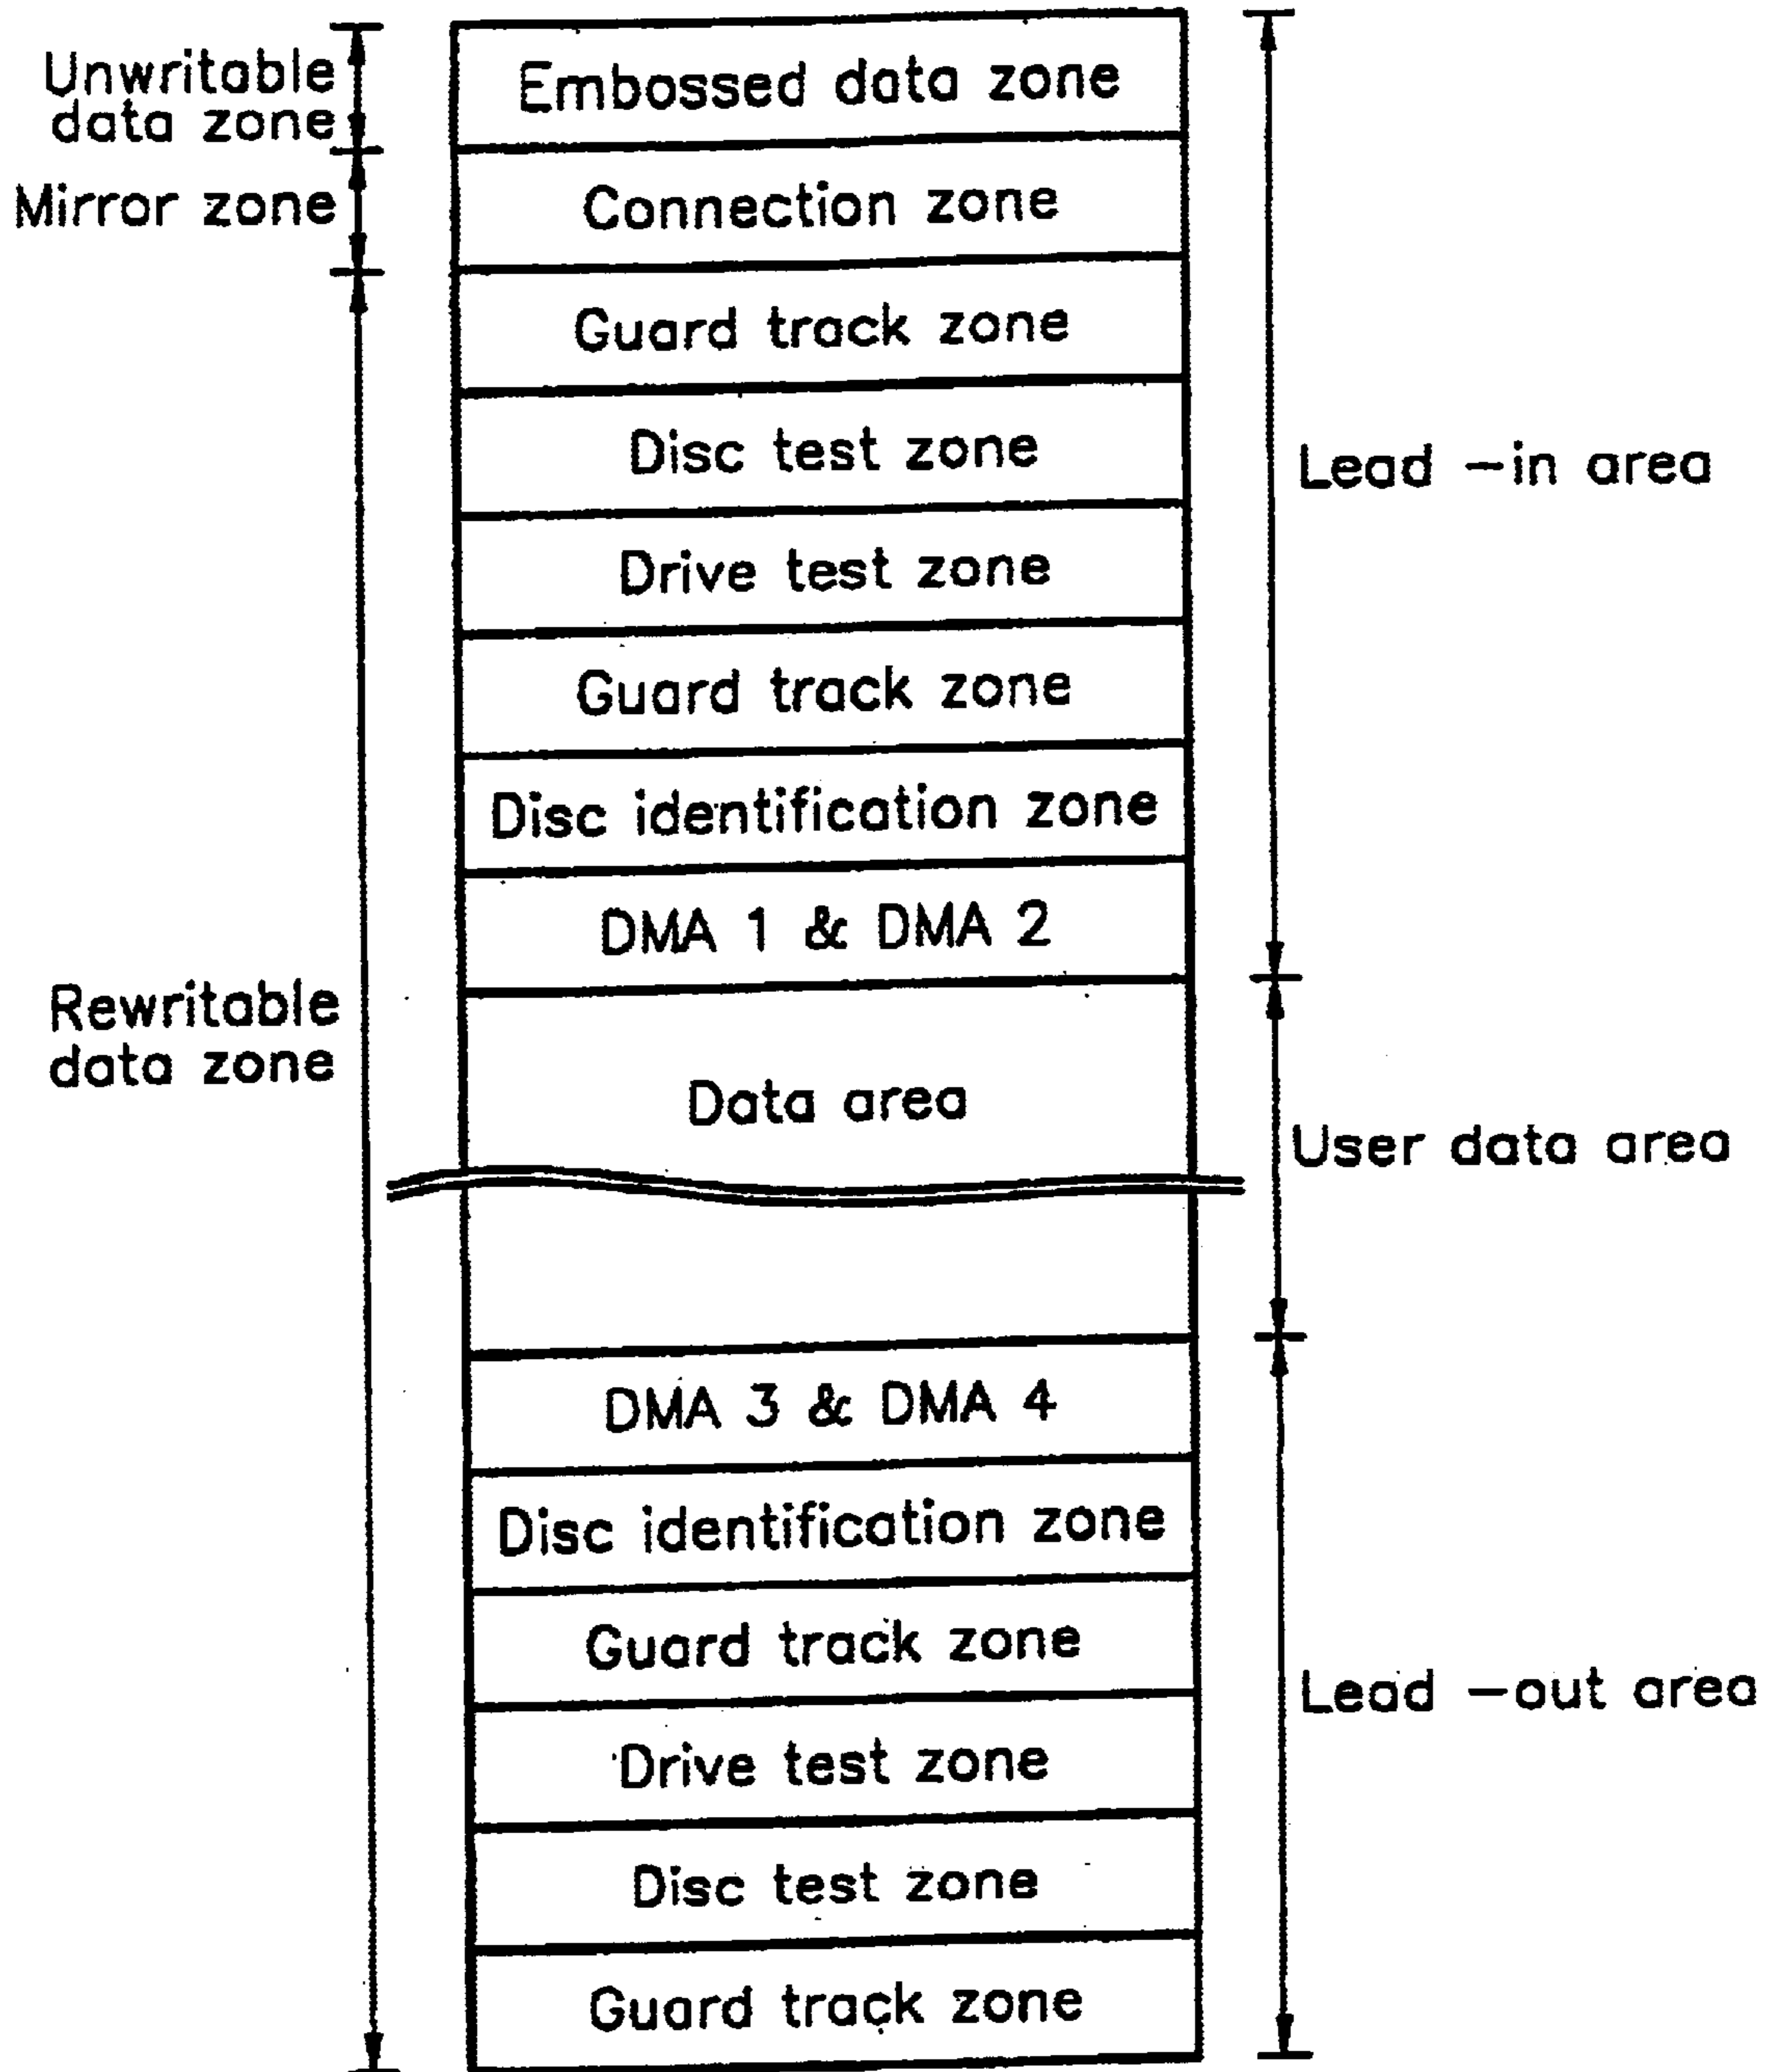 Unwritable
data zone
Mirror zone
Rewritable
data zone
Embossed data zone
Connection zone
Guard track zone
Disc test zone
Drive test zone
Guard track zone
Disc identification zone
DMA 1 & DMA 2
Data area
DMA 3 & DMA 4
Disc identification zone
Guard track zone
Drive test zone
Disc test zone
Guard track zone
Lead -in area
User data area
Lead -out area